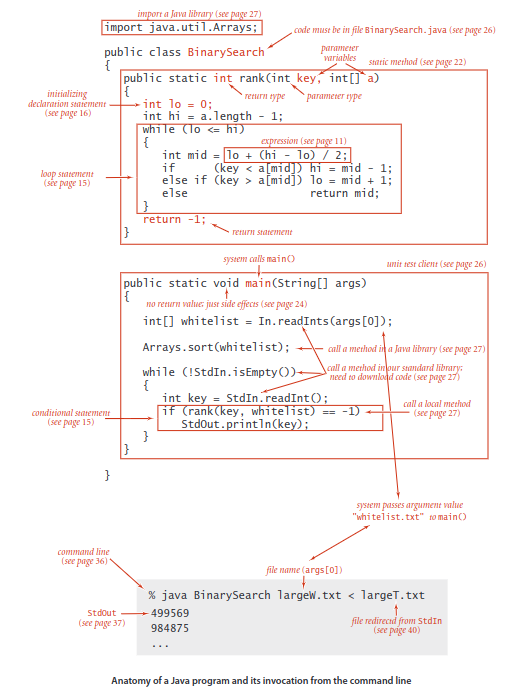 import a Java library (see page 27)
import java.util.Arrays;
code must be in file BinarySearch.java (see page 26)
public class BinarySearch
parameter
variables
static method (see page 22)
{
public static int rank(int key, int[] a)
{
return type
parameter type
initializing
declaration statement
(see page 16)
int lo = 0;
int hi = a.length - 1;
while (lo <= hi)
{
expression (see page 11)
int mid = lo + (hi - lo) / 2;
if (key < a[mid]) hi = mid - 1;
else if (key > a[mid]) lo = mid + 1;
else return mid;
}
loop statement
(see page 15)
return -1;
return statement
}
system calls main()
unit test client (see page 26)
public static void main(String[] args)
{
no return value; just side effects (see page 24)
int[] whitelist = In.readInts(args[0]);
Arrays.sort(whitelist);
call a method in a Java library (see page 27)
while (!StdIn.isEmpty())
call a method in our standard library;
need to download code (see page 27)
{
int key = StdIn.readInt();
if (rank(key, whitelist) == -1)
StdOut.println(key);
call a local method
(see page 27)
conditional statement
(see page 15)
}
}
}
system passes argument value
"whitelist.txt" to main()
command line
(see page 36)
file name (args[0])
% java BinarySearch largeW.txt < largeT.txt
StdOut
(see page 37)
499569
984875
...
file redirectd from StdIn
(see page 40)
Anatomy of a Java program and its invocation from the command line